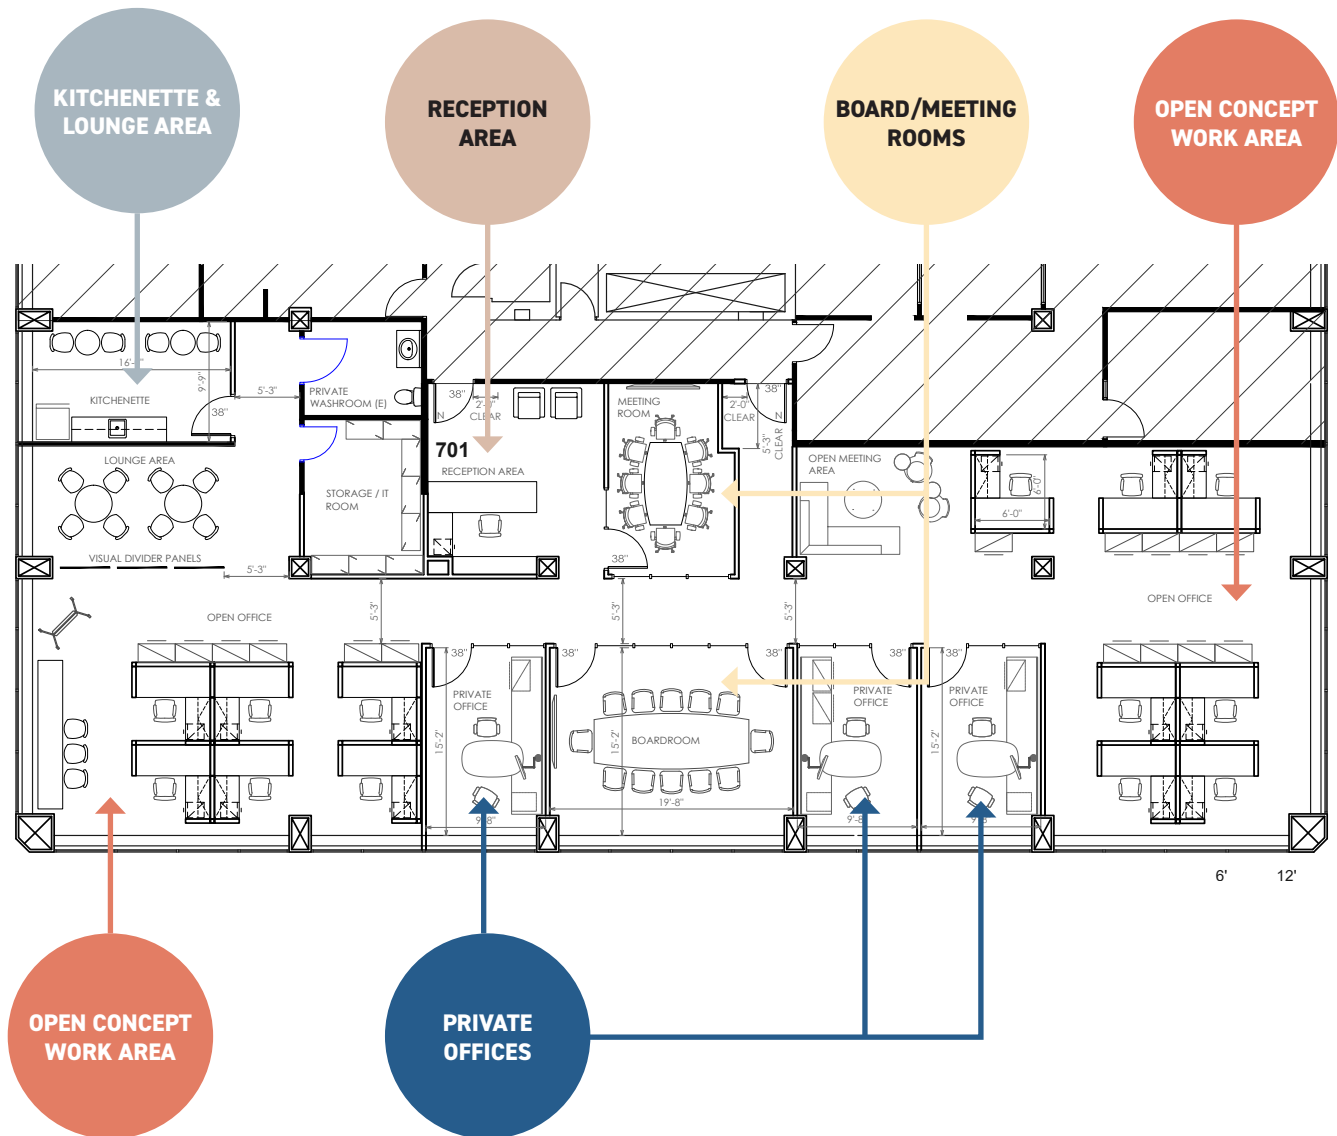 KITCHENETTE &
LOUNGE AREA
RECEPTION
AREA
BOARD/MEETING
ROOMS
OPEN CONCEPT
WORK AREA
16'-
9'-9"
5'-3"
KITCHENETTE
38"
PRIVATE
WASHROOM (E)
38"
N
CLEAR
MEETING
ROOM
2'-0"
CLEAR
38"
N
5'-3"
CLEAR
701
RECEPTION AREA
LOUNGE AREA
STORAGE / IT
ROOM
OPEN MEETING
AREA
6'-0"
6'-0"
VISUAL DIVIDER PANELS
5'-3"
38"
OPEN OFFICE
5'-3"
5'-3"
5'-3"
OPEN OFFICE
38"
38"
38"
38"
38"
PRIVATE
OFFICE
PRIVATE
OFFICE
PRIVATE
OFFICE
15'-2"
15'-2"
BOARDROOM
15'-2"
19'-8"
9'-8"
9'-8"
9'-8"
6'
12'
OPEN CONCEPT
WORK AREA
PRIVATE
OFFICES